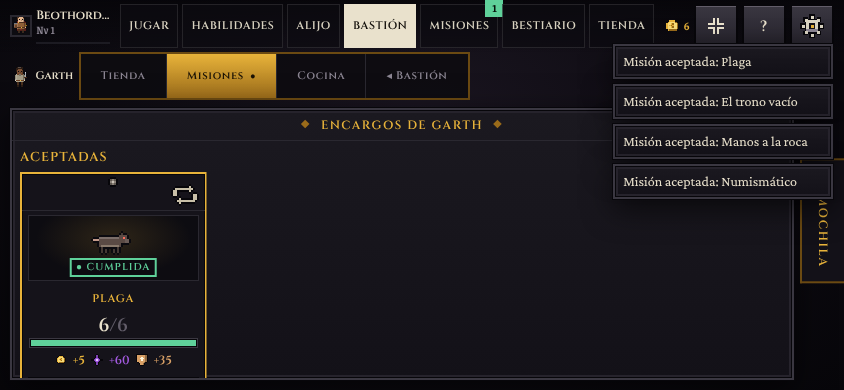 BEOTHORD...
Nv 1
JUGAR
HABILIDADES
ALIJO
BASTIÓN
MISIONES
1
BESTIARIO
TIENDA
6
?
GARTH
TIENDA
MISIONES •
COCINA
◂ BASTIÓN
Misión aceptada: Plaga
Misión aceptada: El trono vacío
Misión aceptada: Manos a la roca
Misión aceptada: Numismático
◆ ENCARGOS DE GARTH ◆
ACEPTADAS
• CUMPLIDA
PLAGA
6/6
+5 +60 +35
MOCHILA